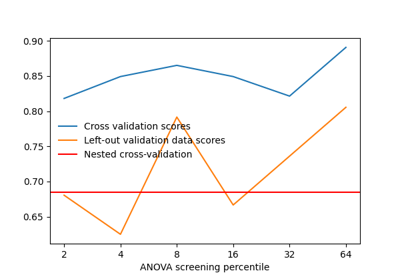 0.90
0.85
0.80
0.75
0.70
0.65
Cross validation scores
Left-out validation data scores
Nested cross-validation
2 4 8 16 32 64
ANOVA screening percentile